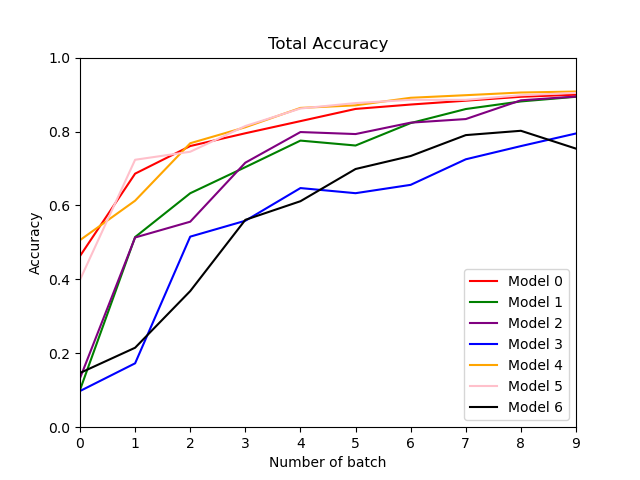 Total Accuracy
1.0
0.8
0.6
0.4
0.2
0.0
Accuracy
0 1 2 3 4 5 6 7 8 9
Number of batch
Model 0
Model 1
Model 2
Model 3
Model 4
Model 5
Model 6